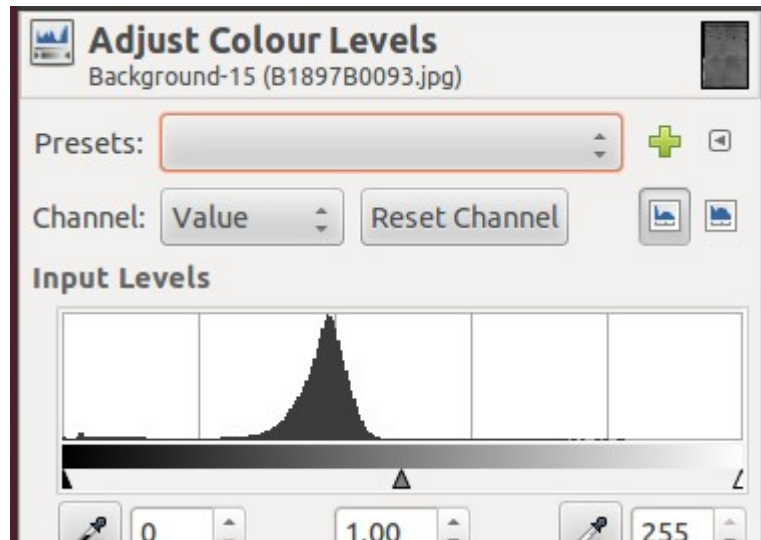 Adjust Colour Levels
Background-15 (B1897B0093.jpg)
Presets:
Channel: Value Reset Channel
Input Levels
0 1.00 255